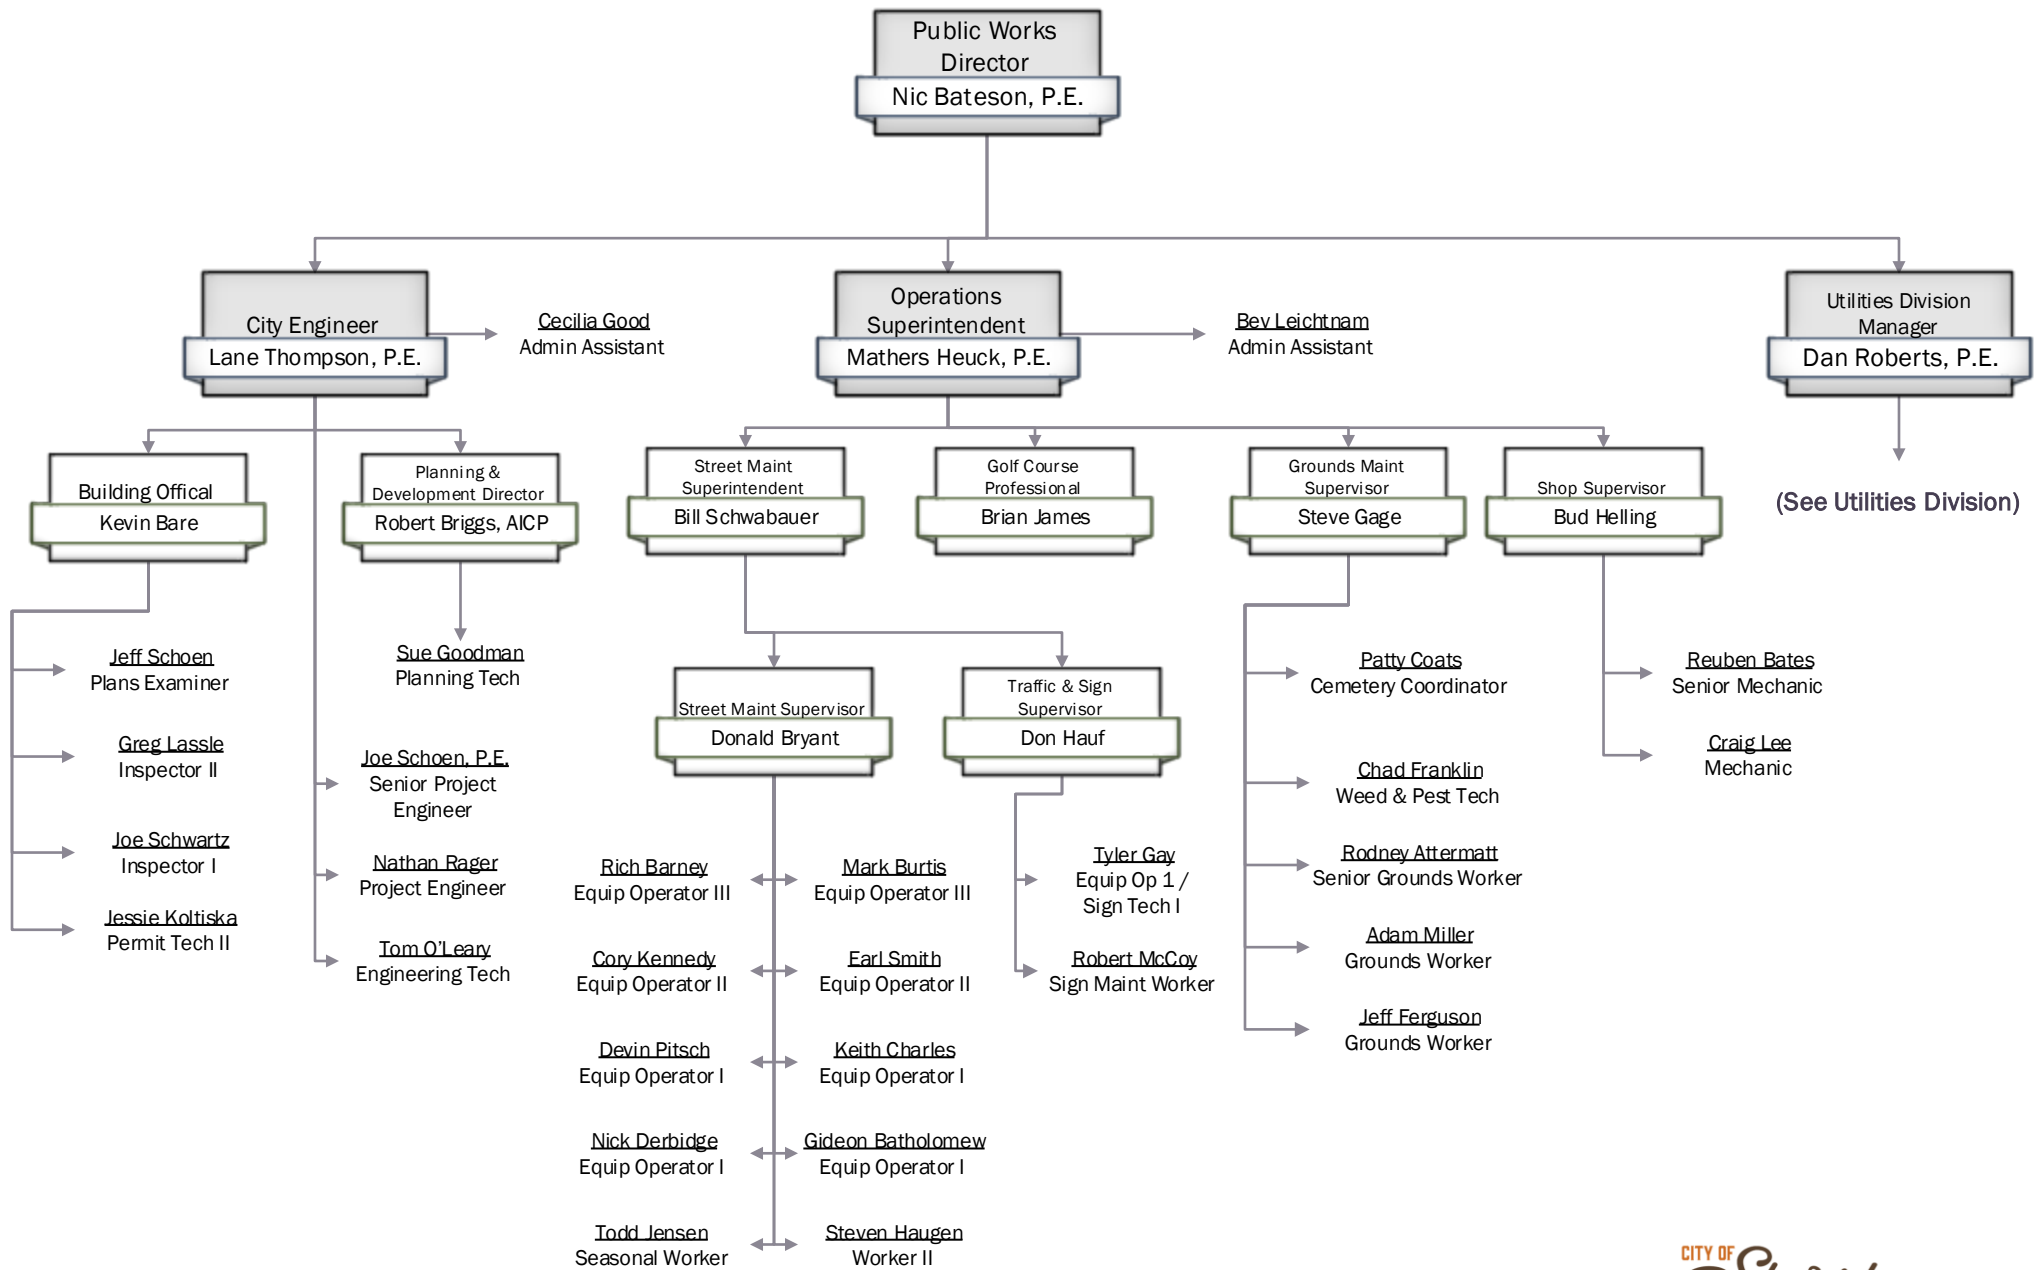 Public Works
Director
Nic Bateson, P.E.
City Engineer
Lane Thompson, P.E.
Cecilia Good
Admin Assistant
Operations
Superintendent
Mathers Heuck, P.E.
Bev Leichtnam
Admin Assistant
Utilities Division
Manager
Dan Roberts, P.E.
(See Utilities Division)
Building Offical
Kevin Bare
Planning &
Development Director
Robert Briggs, AICP
Street Maint
Superintendent
Bill Schwabauer
Golf Course
Professional
Brian James
Grounds Maint
Supervisor
Steve Gage
Shop Supervisor
Bud Helling
Jeff Schoen
Plans Examiner
Greg Lassle
Inspector II
Joe Schwartz
Inspector I
Jessie Koltiska
Permit Tech II
Sue Goodman
Planning Tech
Joe Schoen, P.E.
Senior Project
Engineer
Nathan Rager
Project Engineer
Tom O'Leary
Engineering Tech
Street Maint Supervisor
Donald Bryant
Traffic & Sign
Supervisor
Don Hauf
Rich Barney
Equip Operator III
Mark Burtis
Equip Operator III
Cory Kennedy
Equip Operator II
Earl Smith
Equip Operator II
Devin Pitsch
Equip Operator I
Keith Charles
Equip Operator I
Nick Derbidge
Equip Operator I
Gideon Batholomew
Equip Operator I
Todd Jensen
Seasonal Worker
Steven Haugen
Worker II
Tyler Gay
Equip Op 1 /
Sign Tech I
Robert McCoy
Sign Maint Worker
Patty Coats
Cemetery Coordinator
Chad Franklin
Weed & Pest Tech
Rodney Attermatt
Senior Grounds Worker
Adam Miller
Grounds Worker
Jeff Ferguson
Grounds Worker
Reuben Bates
Senior Mechanic
Craig Lee
Mechanic
CITY OF